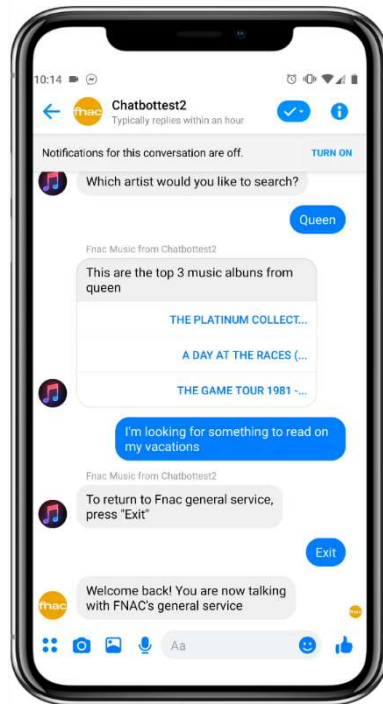 10:14
fnac
Chatbottest2
Typically replies within an hour
Notifications for this conversation are off.
TURN ON
Which artist would you like to search?
Queen
Fnac Music from Chatbottest2
This are the top 3 music albums from
queen
THE PLATINUM COLLECT...
A DAY AT THE RACES (...
THE GAME TOUR 1981 -...
I'm looking for something to read on
my vacations
Fnac Music from Chatbottest2
To return to Fnac general service,
press "Exit"
Exit
fnac
Welcome back! You are now talking
with FNAC's general service
Aa